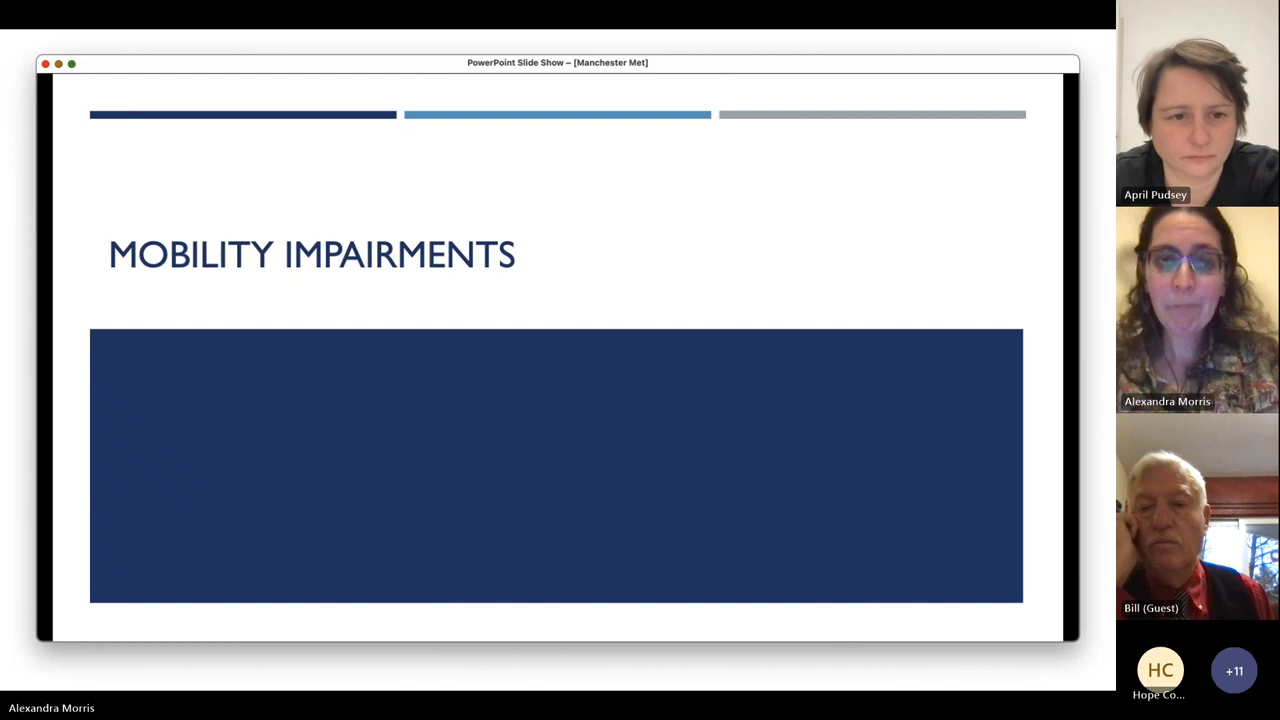 PowerPoint Slide Show – [Manchester Met]
MOBILITY IMPAIRMENTS
April Pudsey
Alexandra Morris
Bill (Guest)
HC
+11
Hope Co...
Alexandra Morris